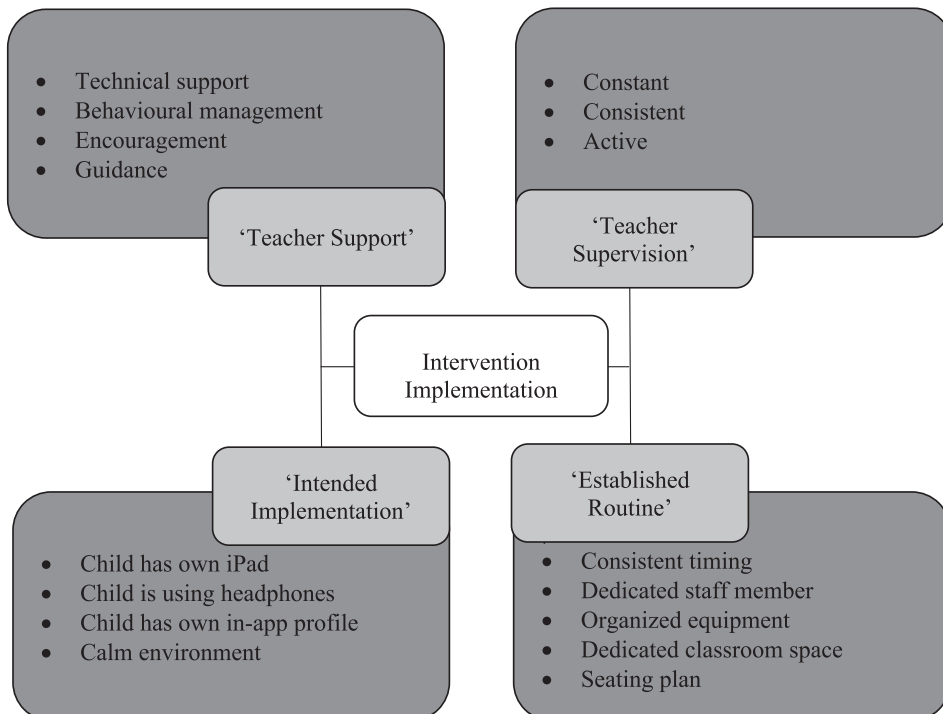 Technical support
Behavioural management
Encouragement
Guidance
‘Teacher Support’
Constant
Consistent
Active
‘Teacher
Supervision’
Intervention
Implementation
‘Intended
Implementation’
Child has own iPad
Child is using headphones
Child has own in-app profile
Calm environment
‘Established
Routine’
Consistent timing
Dedicated staff member
Organized equipment
Dedicated classroom space
Seating plan